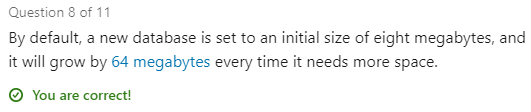 Question 8 of 11
By default, a new database is set to an initial size of eight megabytes, and
it will grow by 64 megabytes every time it needs more space.
You are correct!